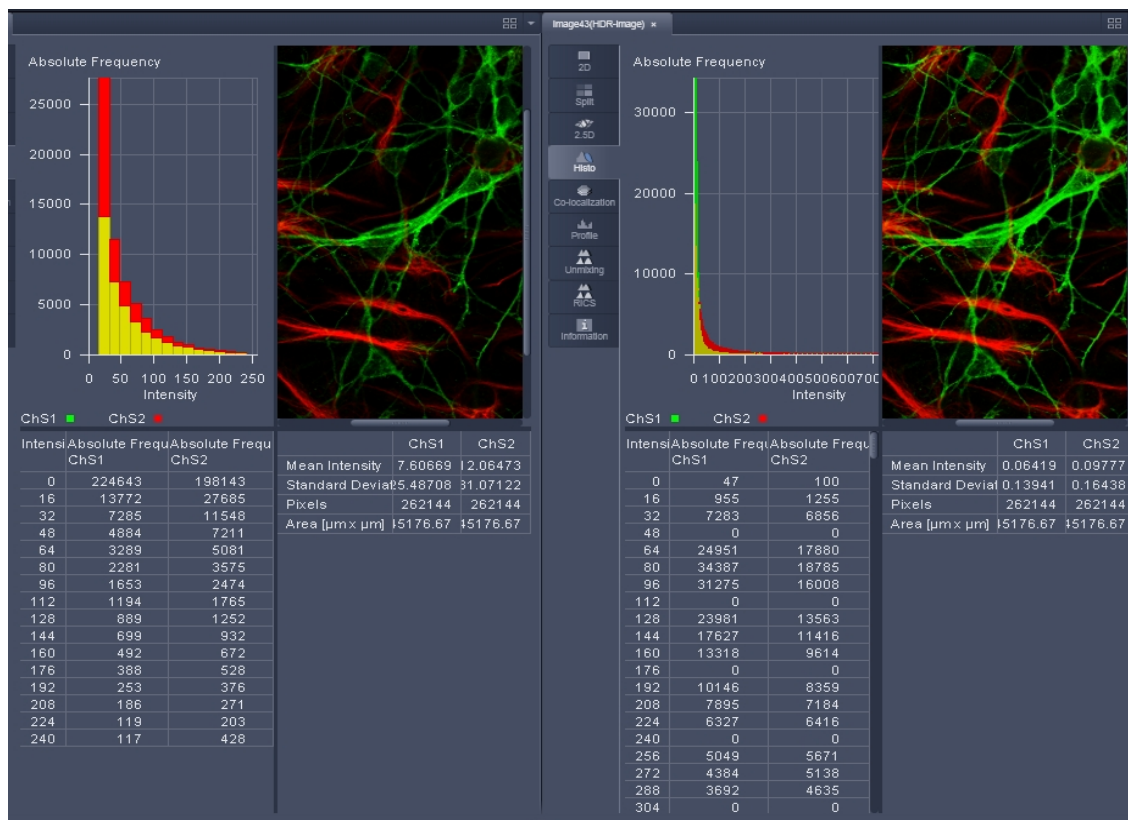 Image43(HDR-Image) ×
Absolute Frequency
25000
20000
15000
10000
5000
0
0 50 100 150 200 250
Intensity
ChS1 ChS2
Intensi Absolute Frequ Absolute Frequ
ChS1 ChS2
0 224643 198143
16 13772 27685
32 7285 11548
48 4884 7211
64 3289 5081
80 2281 3575
96 1653 2474
112 1194 1765
128 889 1252
144 699 932
160 492 672
176 388 528
192 253 376
208 186 271
224 119 203
240 117 428
ChS1 ChS2
Mean Intensity 7.60669 12.06473
Standard Deviat 25.48708 31.07122
Pixels 262144 262144
Area [µm x µm] 45176.67 45176.67
2D
Split
2.5D
Histo
Co-localization
Profile
Unmixing
RICS
Information
Absolute Frequency
30000
20000
10000
0
0 100200300400500600700
Intensity
ChS1 ChS2
Intensi Absolute Frequ Absolute Frequ
ChS1 ChS2
0 47 100
16 955 1255
32 7283 6856
48 0 0
64 24951 17880
80 34387 18785
96 31275 16008
112 0 0
128 23981 13563
144 17627 11416
160 13318 9614
176 0 0
192 10146 8359
208 7895 7184
224 6327 6416
240 0 0
256 5049 5671
272 4384 5138
288 3692 4635
304 0 0
ChS1 ChS2
Mean Intensity 0.06419 0.09777
Standard Deviat 0.13941 0.16438
Pixels 262144 262144
Area [µm x µm] 45176.67 45176.67